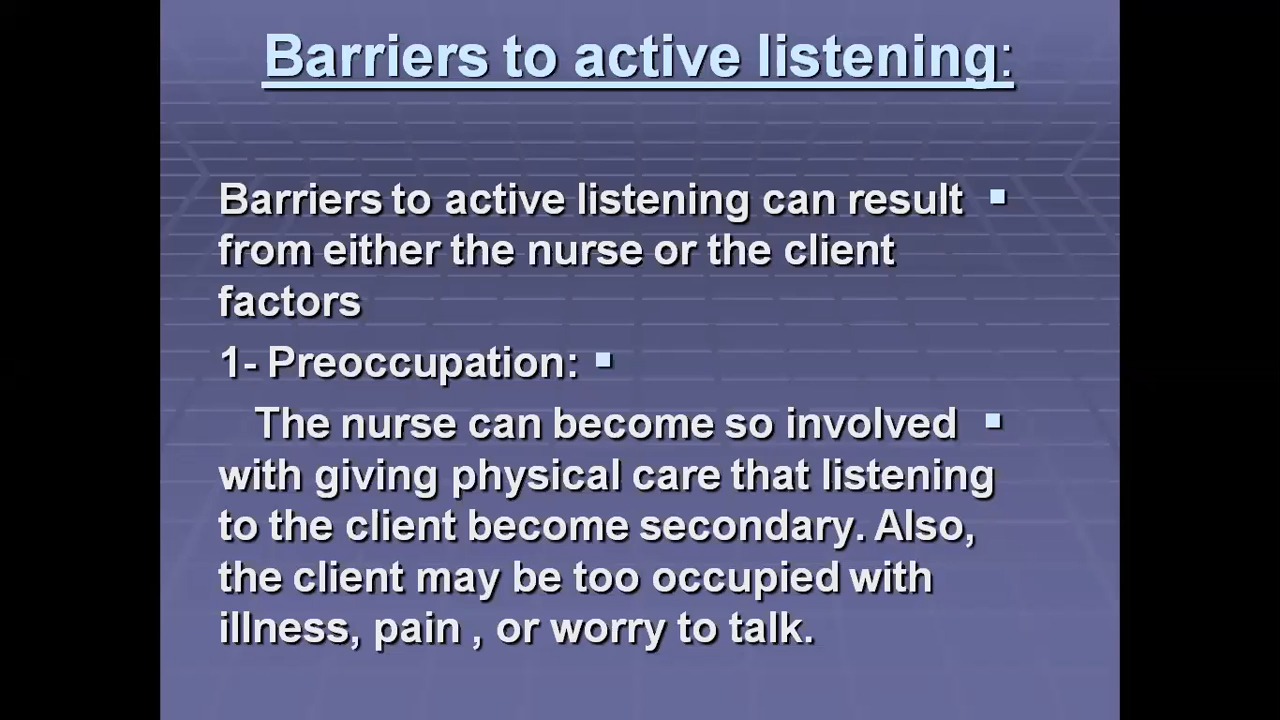 Barriers to active listening:
Barriers to active listening can result
from either the nurse or the client
factors
1- Preoccupation:
The nurse can become so involved
with giving physical care that listening
to the client become secondary. Also,
the client may be too occupied with
illness, pain , or worry to talk.